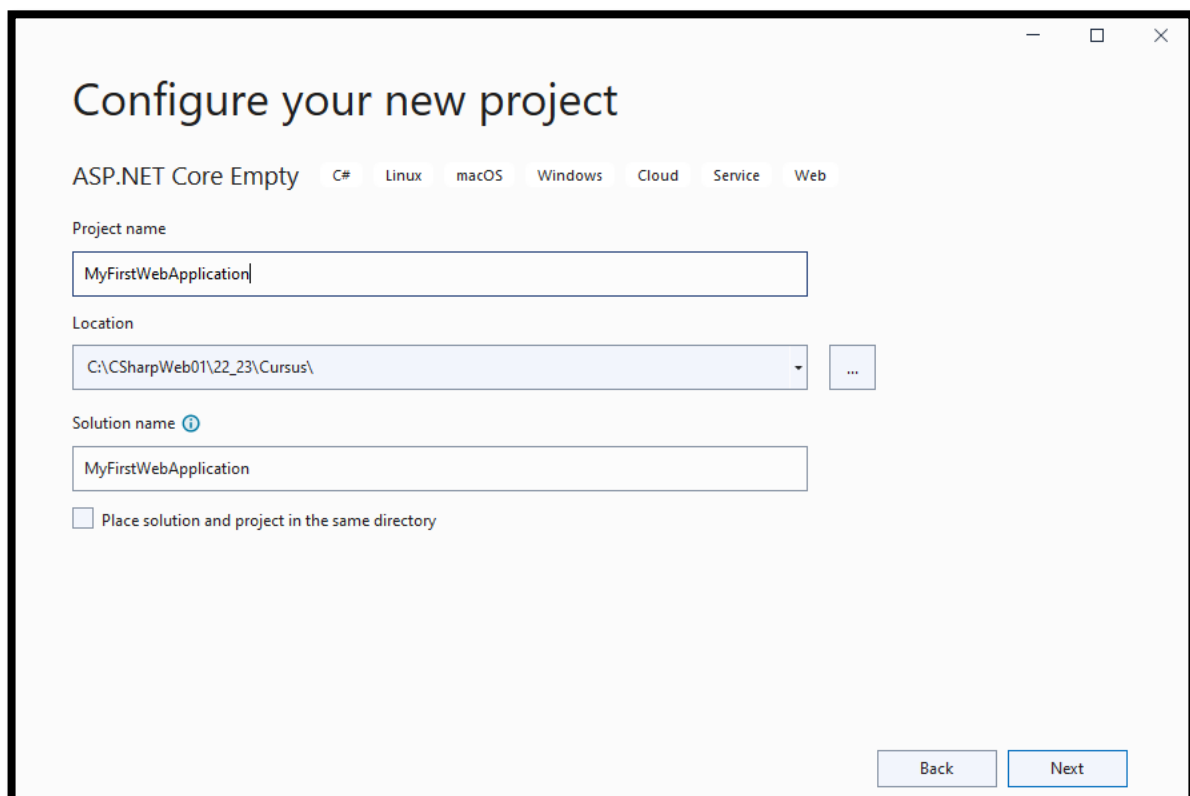 Configure your new project
ASP.NET Core Empty C# Linux macOS Windows Cloud Service Web
Project name
MyFirstWebApplication
Location
C:\CSharpWeb01\22_23\Cursus\ ...
Solution name
MyFirstWebApplication
Place solution and project in the same directory
Back Next